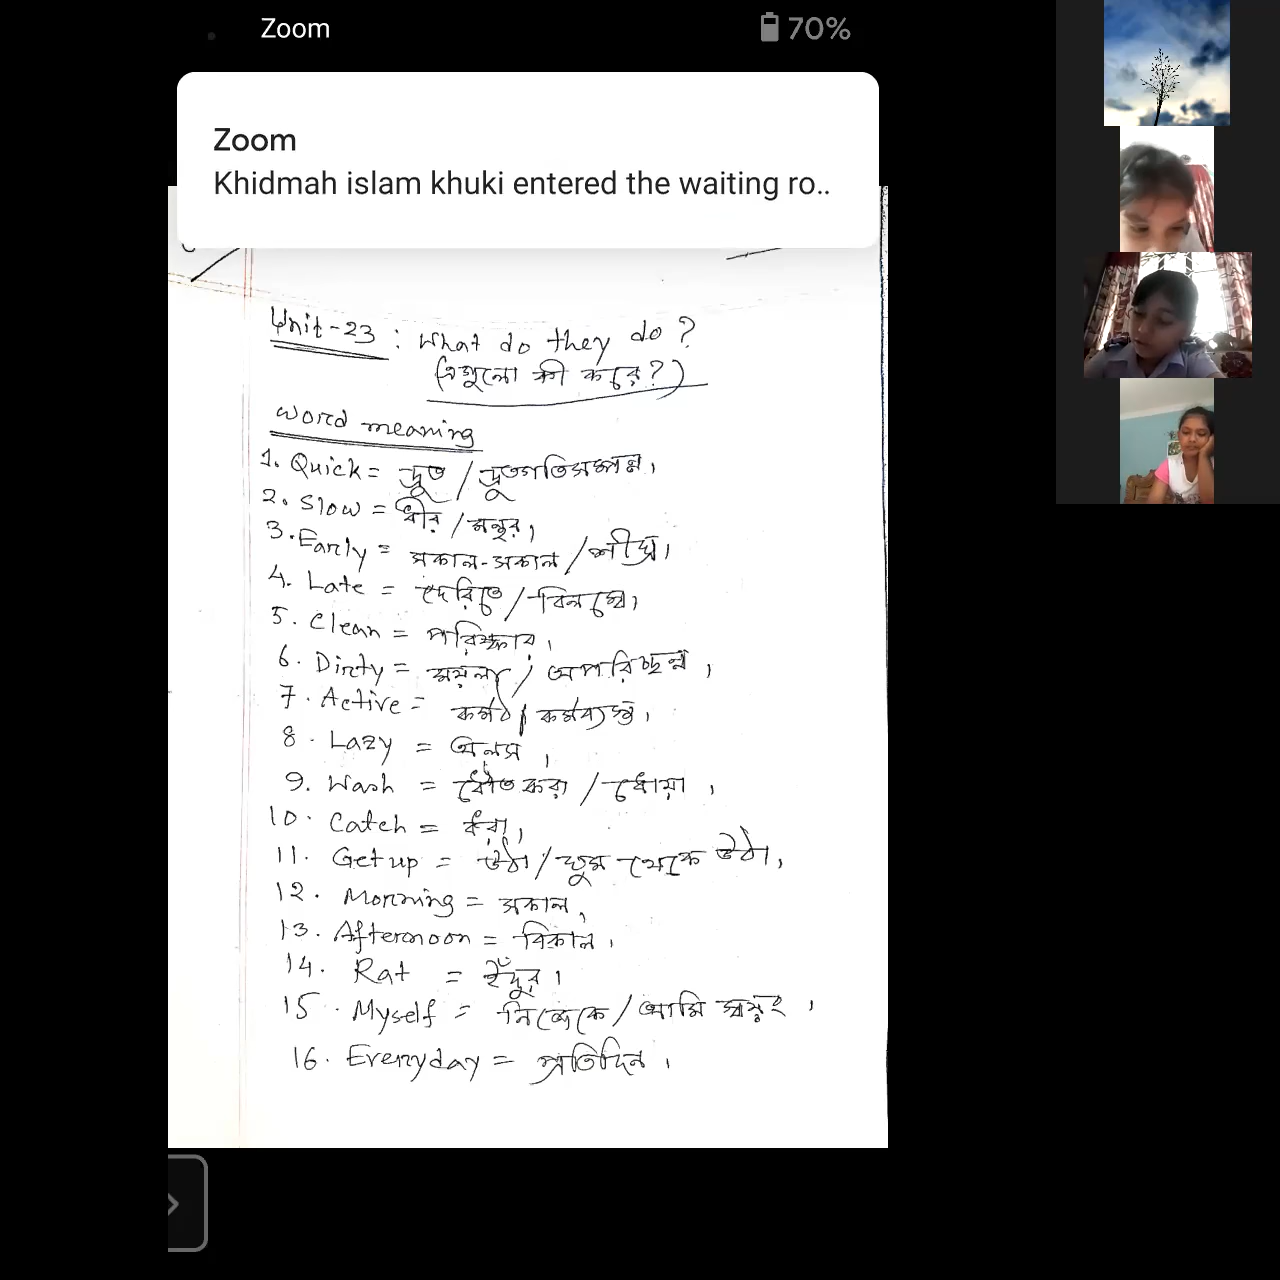 Zoom
70%
Zoom
Khidmah islam khuki entered the waiting ro..
Unit-23 : What do they do ?
(এগুলো কী করে?)
Word meaning
1. Quick = দ্রুত / দ্রুতগতিসম্পন্ন।
2. Slow = ধীর / মন্থর।
3. Early = সকাল-সকাল / শীঘ্র।
4. Late = দেরিতে / বিলম্বে।
5. Clean = পরিষ্কার।
6. Dirty = ময়লা / অপরিচ্ছন্ন।
7. Active = কর্মঠ / কর্মব্যস্ত।
8. Lazy = অলস।
9. Wash = ধৌত করা / ধোয়া।
10. Catch = ধরা।
11. Get up = উঠা / ঘুম থেকে উঠা।
12. Morning = সকাল।
13. Afternoon = বিকাল।
14. Rat = ইঁদুর।
15. Myself = নিজেকে / আমি স্বয়ং।
16. Everyday = প্রতিদিন।